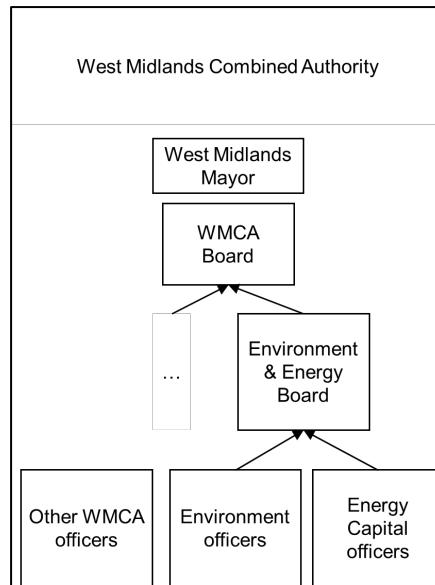 West Midlands Combined Authority
West Midlands
Mayor
WMCA
Board
...
Environment
& Energy
Board
Other WMCA
officers
Environment
officers
Energy
Capital
officers